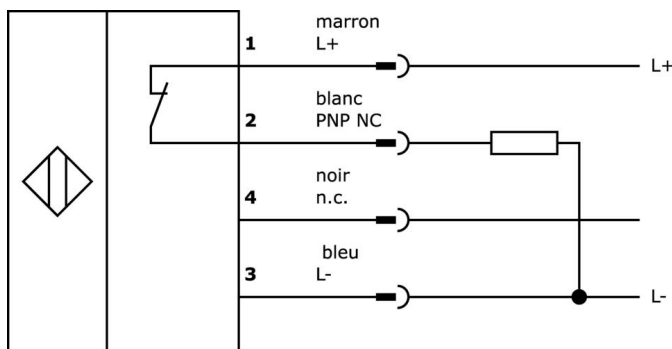 marron
1 L+
L+
blanc
2 PNP NC
noir
4 n.c.
bleu
3 L-
L-